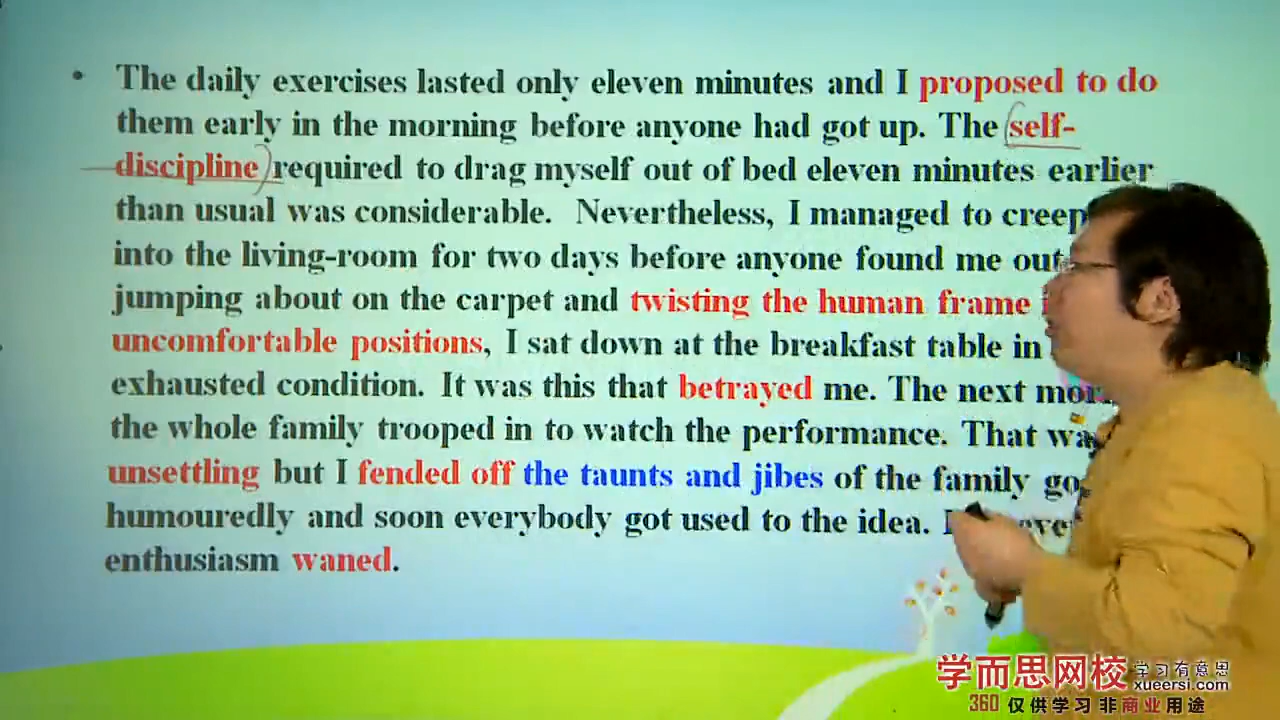 • The daily exercises lasted only eleven minutes and I proposed to do
them early in the morning before anyone had got up. The self-
discipline required to drag myself out of bed eleven minutes earlier
than usual was considerable. Nevertheless, I managed to creep
into the living-room for two days before anyone found me out
jumping about on the carpet and twisting the human frame
uncomfortable positions, I sat down at the breakfast table in
exhausted condition. It was this that betrayed me. The next
the whole family trooped in to watch the performance. That
unsettling but I fended off the taunts and jibes of the family
humouredly and soon everybody got used to the idea.
enthusiasm waned.
学而思网校 学习有意思
xueersi.com
360 仅供学习 非商业用途